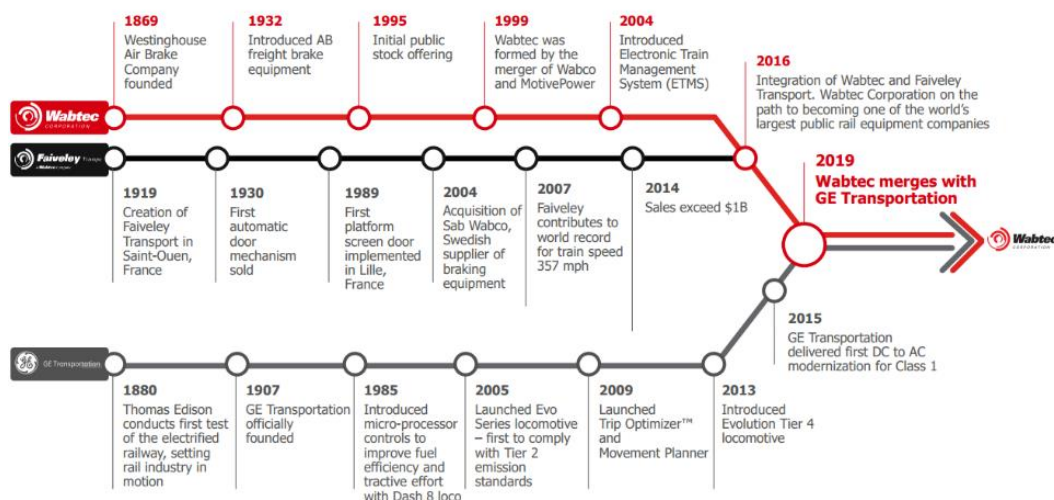 1869
Westinghouse
Air Brake
Company
founded
1932
Introduced AB
freight brake
equipment
1995
Initial public
stock offering
1999
Wabtec was
formed by the
merger of Wabco
and MotivePower
2004
Introduced
Electronic Train
Management
System (ETMS)
2016
Integration of Wabtec and Faiveley
Transport. Wabtec Corporation on the
path to becoming one of the world's
largest public rail equipment companies
Wabtec
CORPORATION
Faiveley Transport
1919
Creation of
Faiveley
Transport in
Saint-Ouen,
France
1930
First
automatic
door
mechanism
sold
1989
First
platform
screen door
implemented
in Lille,
France
2004
Acquisition of
Sab Wabco,
Swedish
supplier of
braking
equipment
2007
Faiveley
contributes to
world record
for train speed
357 mph
2014
Sales exceed $1B
2019
Wabtec merges with
GE Transportation
Wabtec
CORPORATION
2015
GE Transportation
delivered first DC to AC
modernization for Class 1
GE Transportation
1880
Thomas Edison
conducts first test
of the electrified
railway, setting
rail industry in
motion
1907
GE Transportation
officially
founded
1985
Introduced
micro-processor
controls to
improve fuel
efficiency and
tractive effort
with Dash 8 loco
2005
Launched Evo
Series locomotive
– first to comply
with Tier 2
emission
standards
2009
Launched
Trip Optimizer™
and
Movement Planner
2013
Introduced
Evolution Tier 4
locomotive